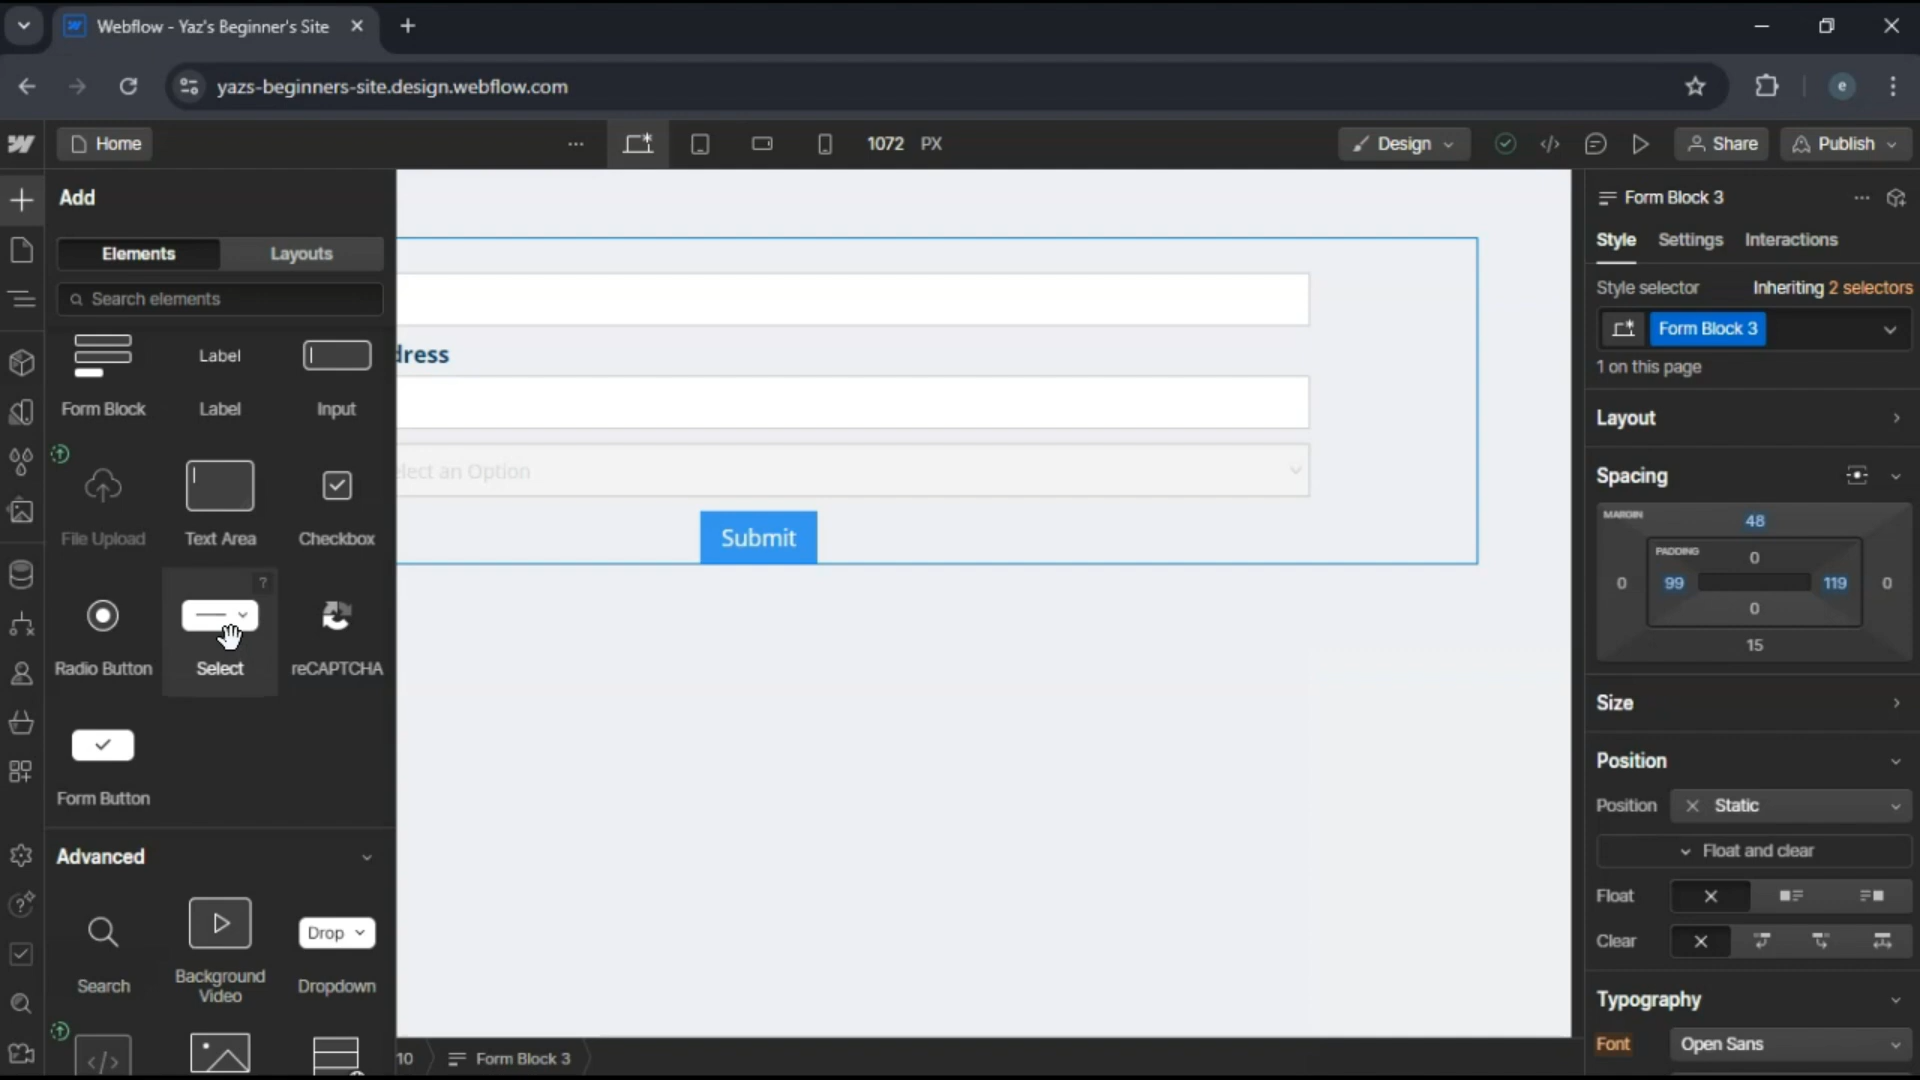 Webflow - Yaz's Beginner's Site
yazs-beginners-site.design.webflow.com
e
Home
1072 PX
Design
Share
Publish
Add
Elements
Layouts
Search elements
Label
Form Block
Label
Input
File Upload
Text Area
Checkbox
?
Radio Button
Select
reCAPTCHA
Form Button
Advanced
Drop
Search
Background
Video
Dropdown
dress
lect an Option
Submit
10
Form Block 3
Form Block 3
Style
Settings
Interactions
Style selector
Inheriting 2 selectors
Form Block 3
1 on this page
Layout
Spacing
MARGIN
48
PADDING
0
0
99
119
0
0
15
Size
Position
Position
Static
Float and clear
Float
Clear
Typography
Font
Open Sans